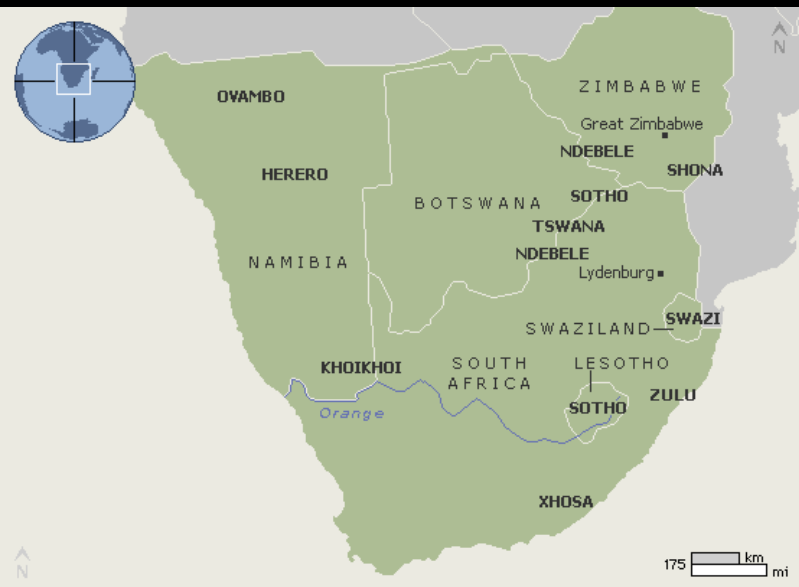 N
ZIMBABWE
OVAMBO
Great Zimbabwe
NDEBELE
SHONA
HERERO
SOTHO
BOTSWANA
TSWANA
NDEBELE
NAMIBIA
Lydenburg
SWAZI
SWAZILAND
SOUTH
AFRICA
LESOTHO
KHOIKHOI
ZULU
SOTHO
Orange
XHOSA
N
175 km
mi